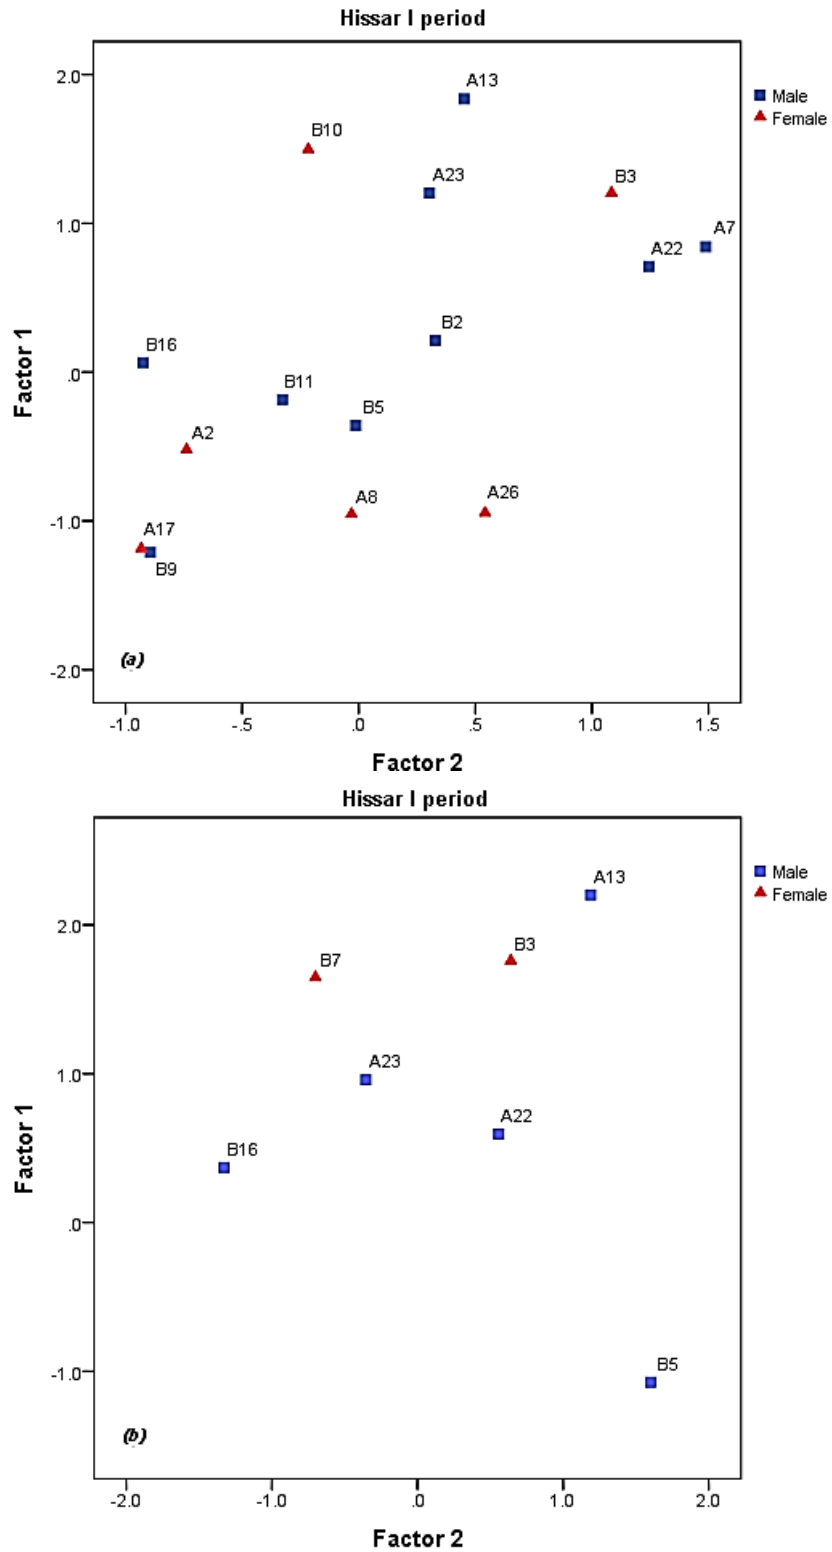 Hissar I period
A13
Male
Female
B10
A23
B3
A7
A22
B2
B16
B11
B5
A2
A8
A26
A17
B9
(a)
2.0
1.0
.0
-1.0
-2.0
Factor 1
-1.0
-.5
.0
.5
1.0
1.5
Factor 2
Hissar I period
A13
Male
Female
B7
B3
A23
A22
B16
B5
(b)
2.0
1.0
.0
-1.0
Factor 1
-2.0
-1.0
.0
1.0
2.0
Factor 2